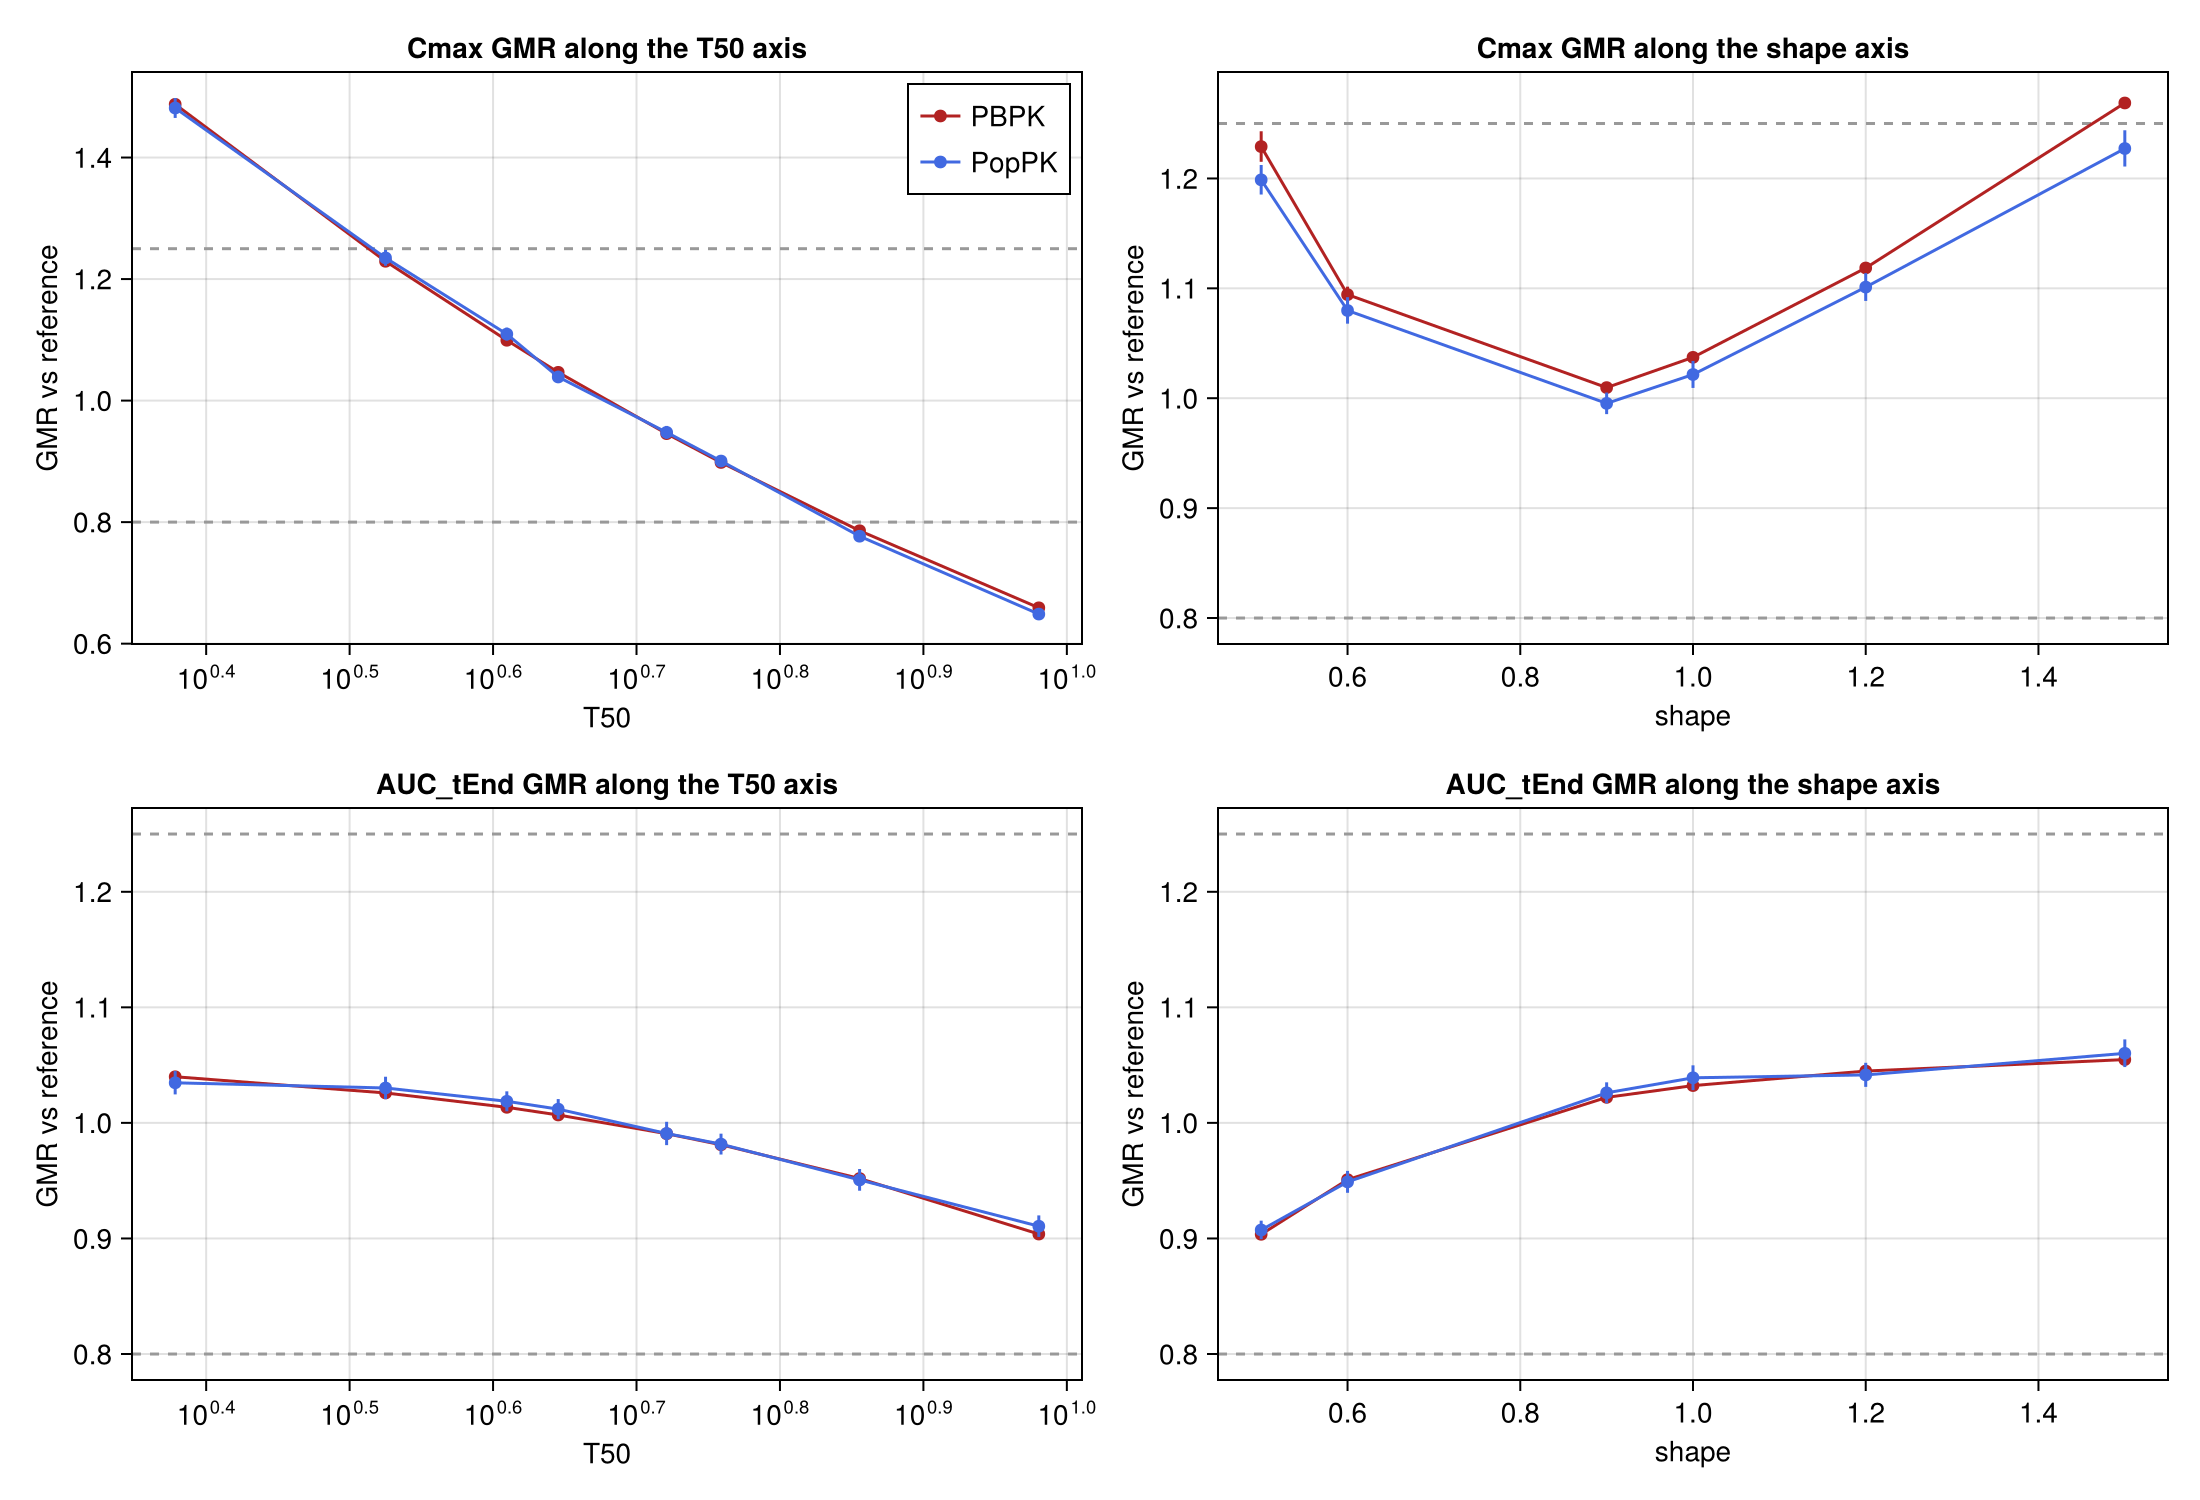 Cmax GMR along the T50 axis
GMR vs reference
1.4
1.2
1.0
0.8
0.6
PBPK
PopPK
10^0.4 10^0.5 10^0.6 10^0.7 10^0.8 10^0.9 10^1.0
T50
Cmax GMR along the shape axis
GMR vs reference
1.2
1.1
1.0
0.9
0.8
0.6 0.8 1.0 1.2 1.4
shape
AUC_tEnd GMR along the T50 axis
GMR vs reference
1.2
1.1
1.0
0.9
0.8
10^0.4 10^0.5 10^0.6 10^0.7 10^0.8 10^0.9 10^1.0
T50
AUC_tEnd GMR along the shape axis
GMR vs reference
1.2
1.1
1.0
0.9
0.8
0.6 0.8 1.0 1.2 1.4
shape